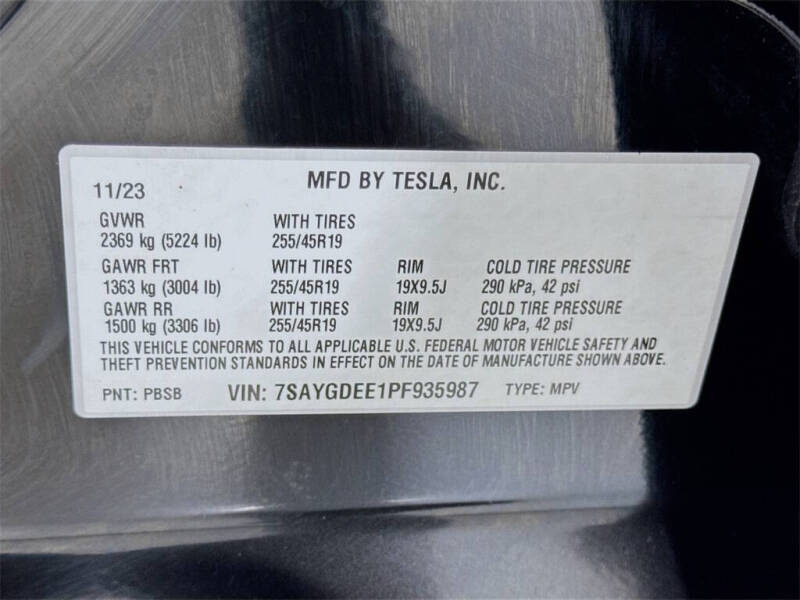 MFD BY TESLA, INC.
11/23
GVWR WITH TIRES
2369 kg (5224 lb) 255/45R19
GAWR FRT WITH TIRES RIM COLD TIRE PRESSURE
1363 kg (3004 lb) 255/45R19 19X9.5J 290 kPa, 42 psi
GAWR RR WITH TIRES RIM COLD TIRE PRESSURE
1500 kg (3306 lb) 255/45R19 19X9.5J 290 kPa, 42 psi
THIS VEHICLE CONFORMS TO ALL APPLICABLE U.S. FEDERAL MOTOR VEHICLE SAFETY AND
THEFT PREVENTION STANDARDS IN EFFECT ON THE DATE OF MANUFACTURE SHOWN ABOVE.
PNT: PBSB VIN: 7SAYGDEE1PF935987 TYPE: MPV